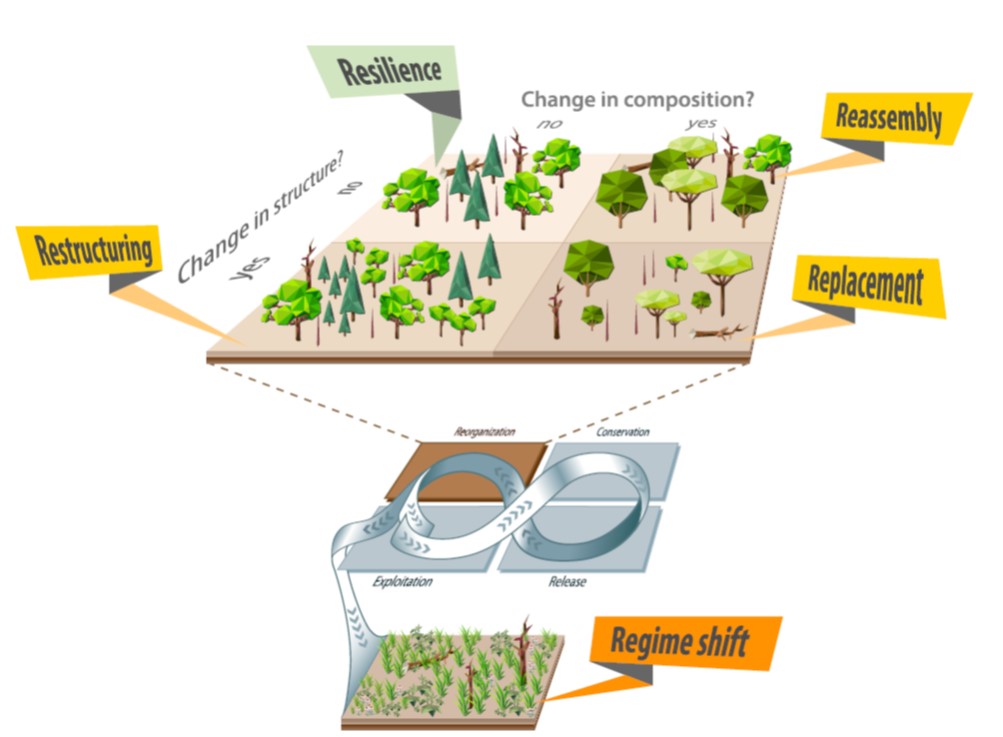 Resilience
Change in composition?
no
yes
Reassembly
Change in structure?
no
yes
Restructuring
Replacement
Reorganization
Conservation
Exploitation
Release
Regime shift